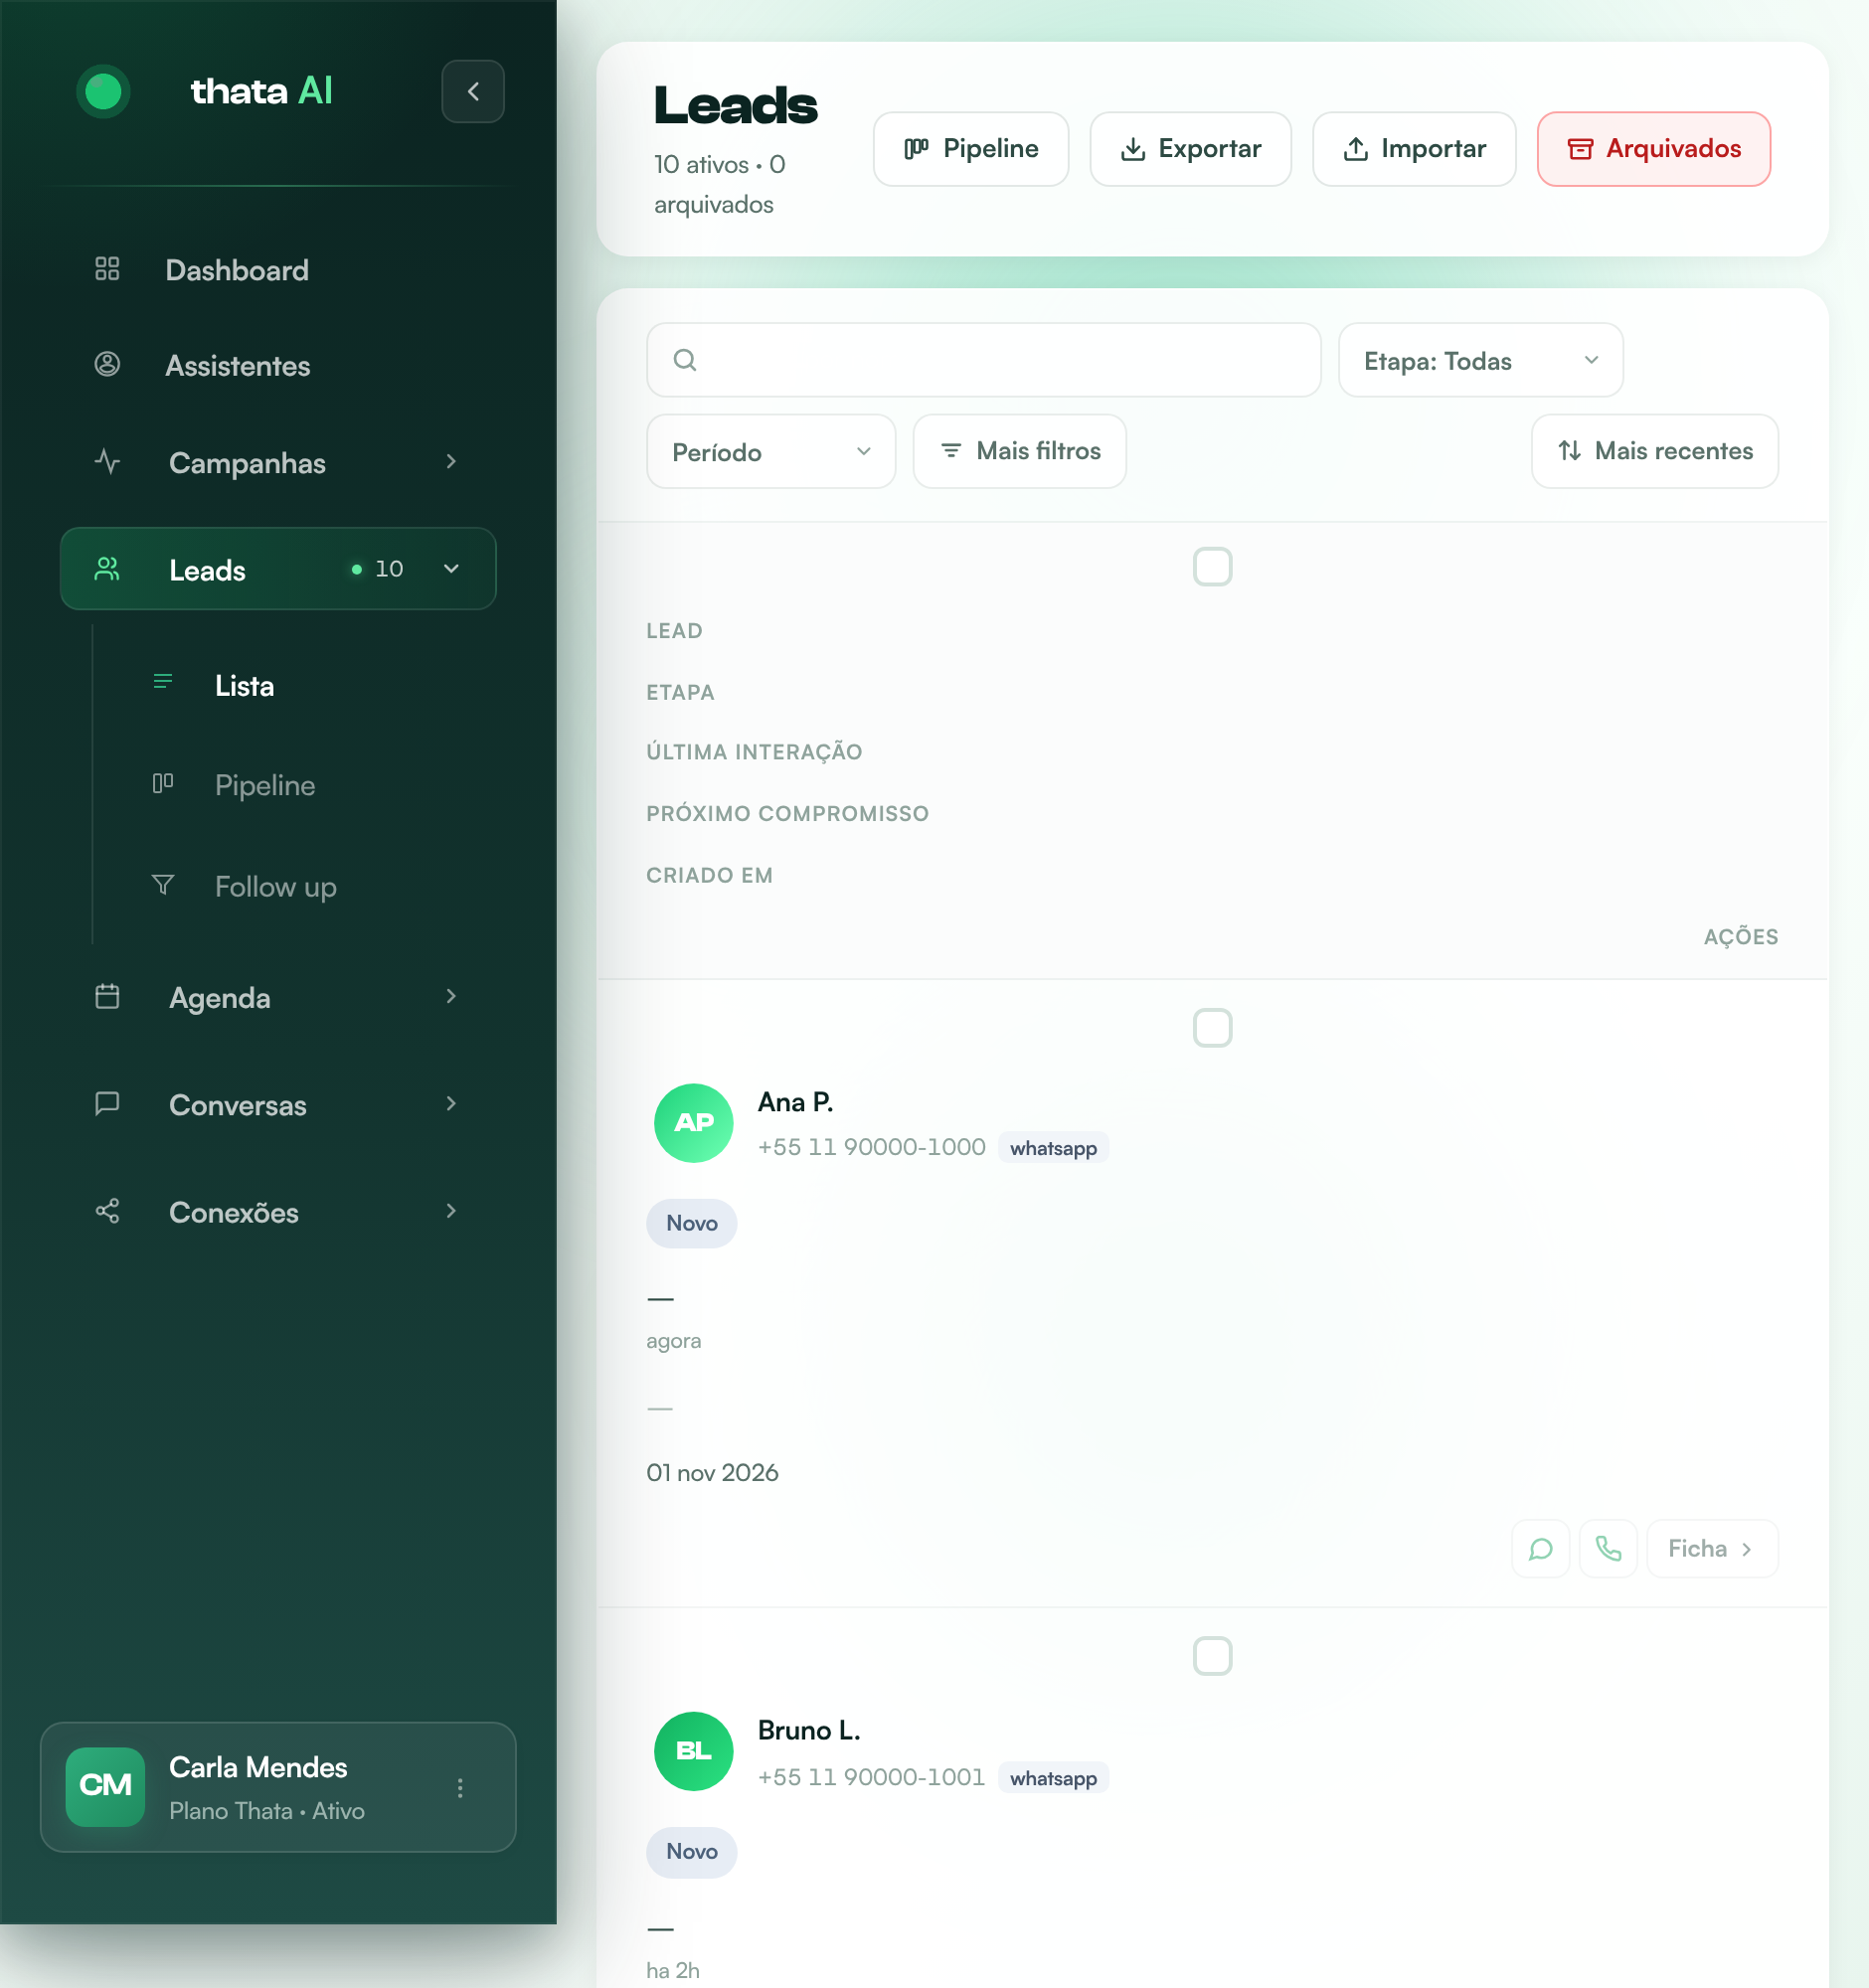 thata AI
Dashboard
Assistentes
Campanhas
Leads 10
Lista
Pipeline
Follow up
Agenda
Conversas
Conexões
CM
Carla Mendes
Plano Thata • Ativo
Leads
10 ativos · 0
arquivados
Pipeline
Exportar
Importar
Arquivados
Etapa: Todas
Período
Mais filtros
Mais recentes
LEAD
ETAPA
ÚLTIMA INTERAÇÃO
PRÓXIMO COMPROMISSO
CRIADO EM
AÇÕES
AP
Ana P.
+55 11 90000-1000 whatsapp
Novo
—
agora
—
01 nov 2026
Ficha
BL
Bruno L.
+55 11 90000-1001 whatsapp
Novo
—
ha 2h